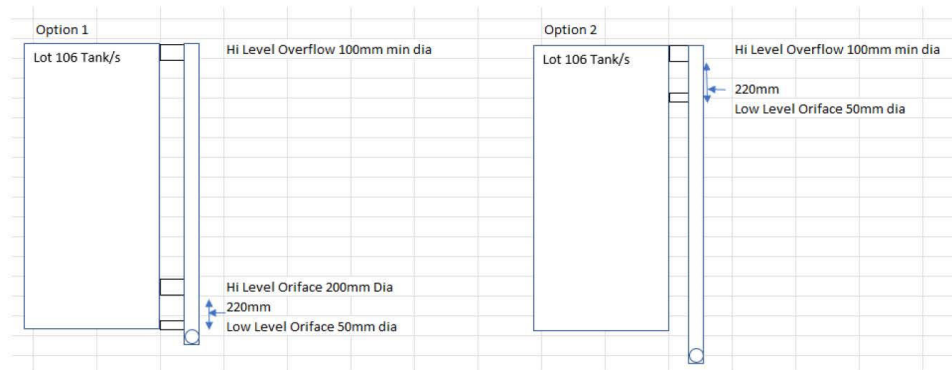 Option 1
Lot 106 Tank/s
Hi Level Overflow 100mm min dia
Hi Level Oriface 200mm Dia
220mm
Low Level Oriface 50mm dia
Option 2
Lot 106 Tank/s
Hi Level Overflow 100mm min dia
220mm
Low Level Oriface 50mm dia